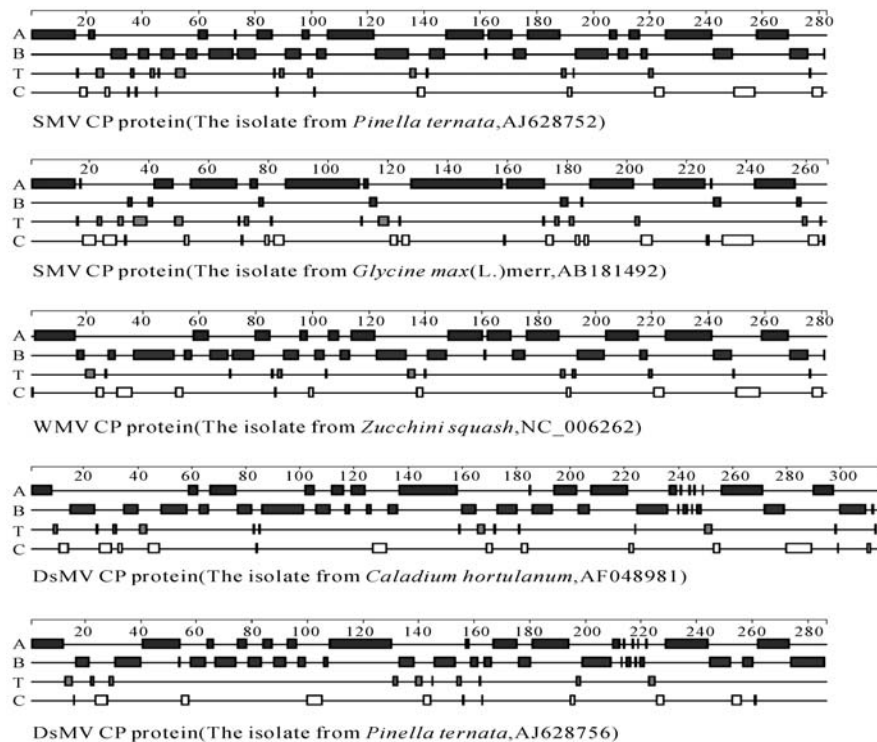 20 40 60 80 100 120 140 160 180 200 220 240 260 280
A
B
T
C
SMV CP protein(The isolate from Pinella ternata,AJ628752)
20 40 60 80 100 120 140 160 180 200 220 240 260
A
B
T
C
SMV CP protein(The isolate from Glycine max(L.)merr,AB181492)
20 40 60 80 100 120 140 160 180 200 220 240 260 280
A
B
T
C
WMV CP protein(The isolate from Zucchini squash,NC_006262)
20 40 60 80 100 120 140 160 180 200 220 240 260 280 300
A
B
T
C
DsMV CP protein(The isolate from Caladium hortulanum,AF048981)
20 40 60 80 100 120 140 160 180 200 220 240 260 280
A
B
T
C
DsMV CP protein(The isolate from Pinella ternata,AJ628756)